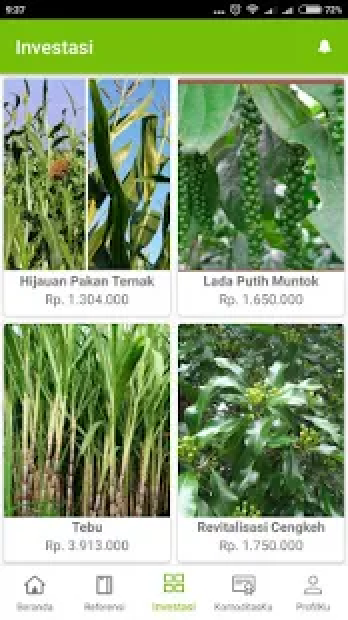 9:37
73%
Investasi
Hijauan Pakan Ternak
Rp. 1.304.000
Lada Putih Muntok
Rp. 1.650.000
Tebu
Rp. 3.913.000
Revitalisasi Cengkeh
Rp. 1.750.000
Beranda
Referensi
Investasi
KomoditasKu
ProfilKu